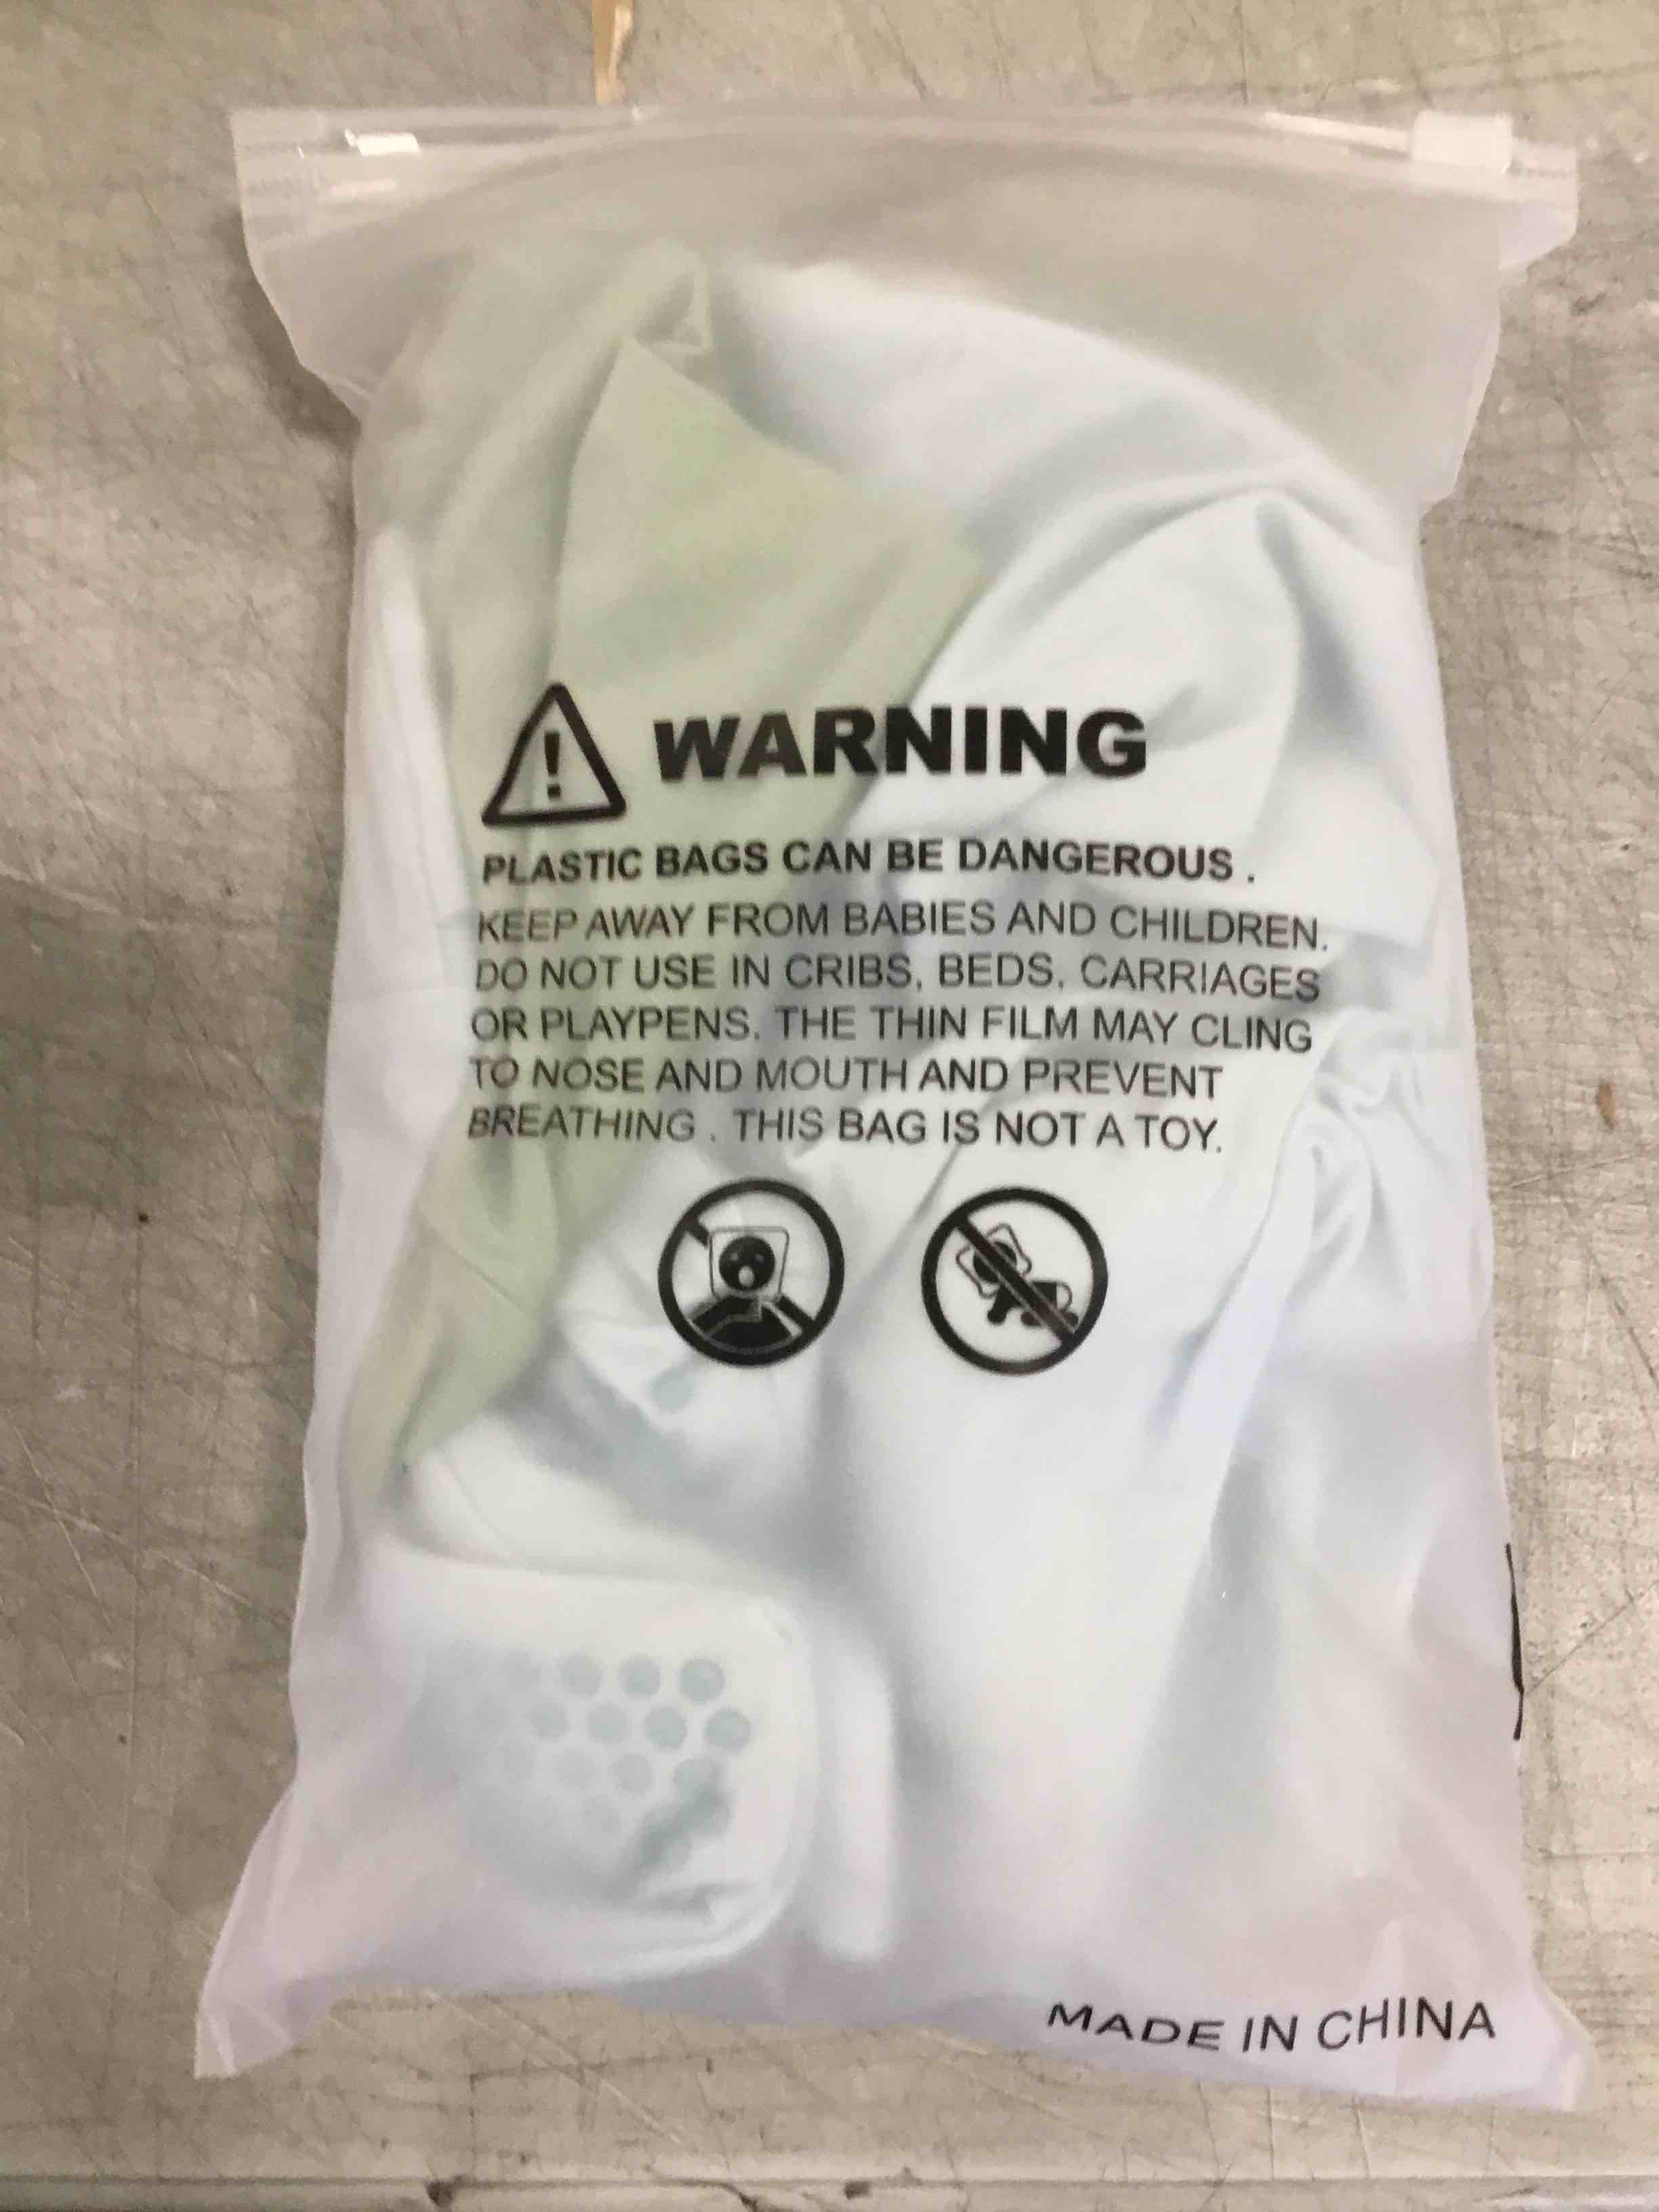 WARNING
PLASTIC BAGS CAN BE DANGEROUS .
KEEP AWAY FROM BABIES AND CHILDREN.
DO NOT USE IN CRIBS, BEDS, CARRIAGES
OR PLAYPENS. THE THIN FILM MAY CLING
TO NOSE AND MOUTH AND PREVENT
BREATHING . THIS BAG IS NOT A TOY.
MADE IN CHINA